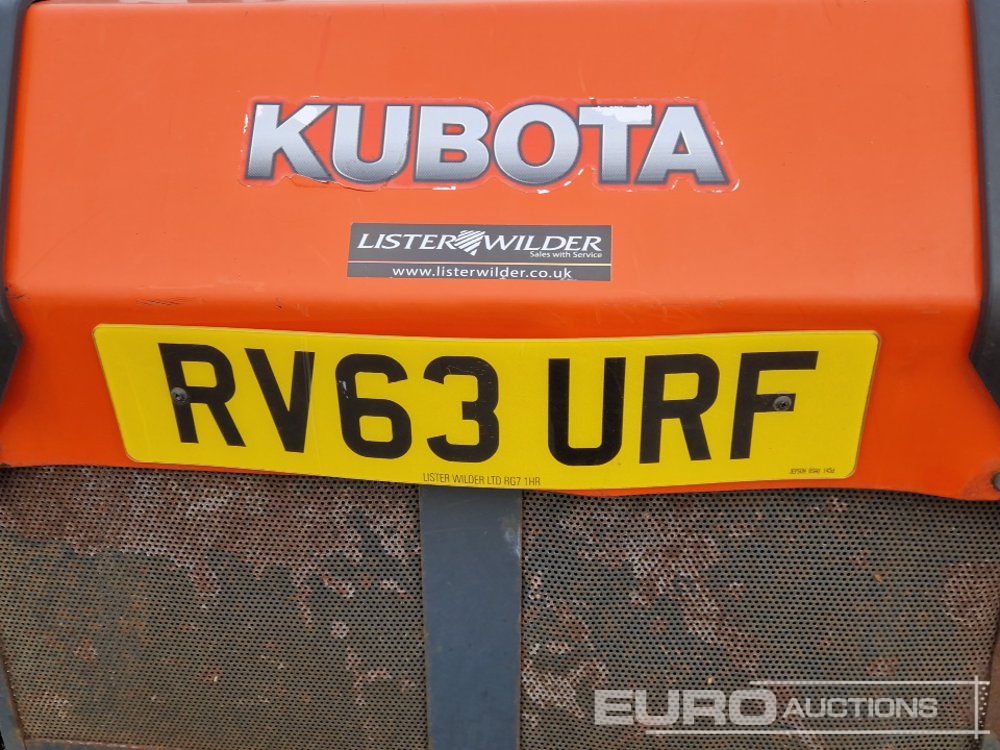 KUBOTA
LISTER WILDER
Sales with Service
www.listerwilder.co.uk
RV63 URF
LISTER WILDER LTD RG7 1HR
EURO AUCTIONS